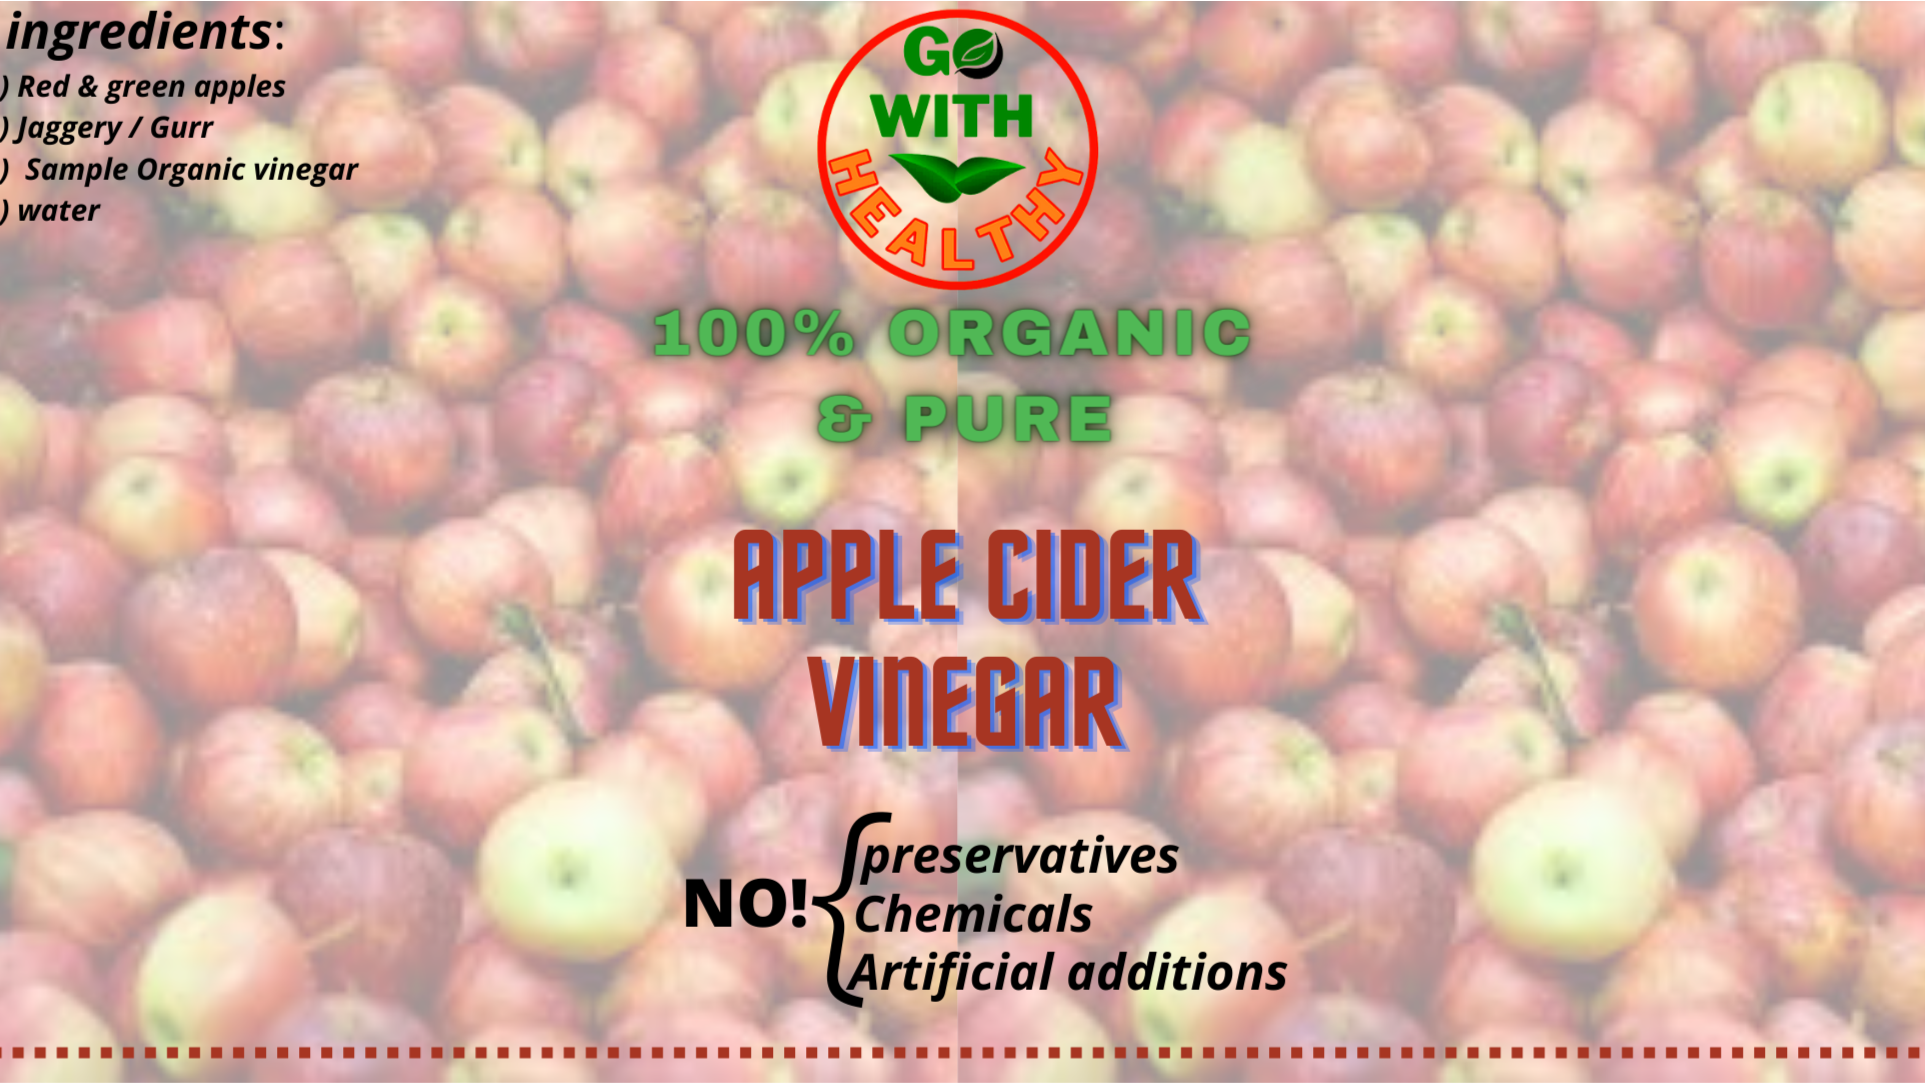 ingredients:
) Red & green apples
) Jaggery / Gurr
) Sample Organic vinegar
) water
GO
WITH
HEALTHY
100% ORGANIC
& PURE
APPLE CIDER
VINEGAR
NO!
preservatives
Chemicals
Artificial additions